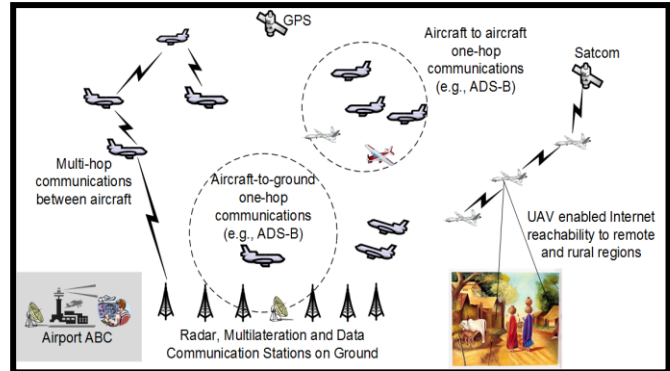 GPS
Aircraft to aircraft
one-hop
communications
(e.g., ADS-B)
Satcom
Multi-hop
communications
between aircraft
Aircraft-to-ground
one-hop
communications
(e.g., ADS-B)
UAV enabled Internet
reachability to remote
and rural regions
Airport ABC
Radar, Multilateration and Data
Communication Stations on Ground